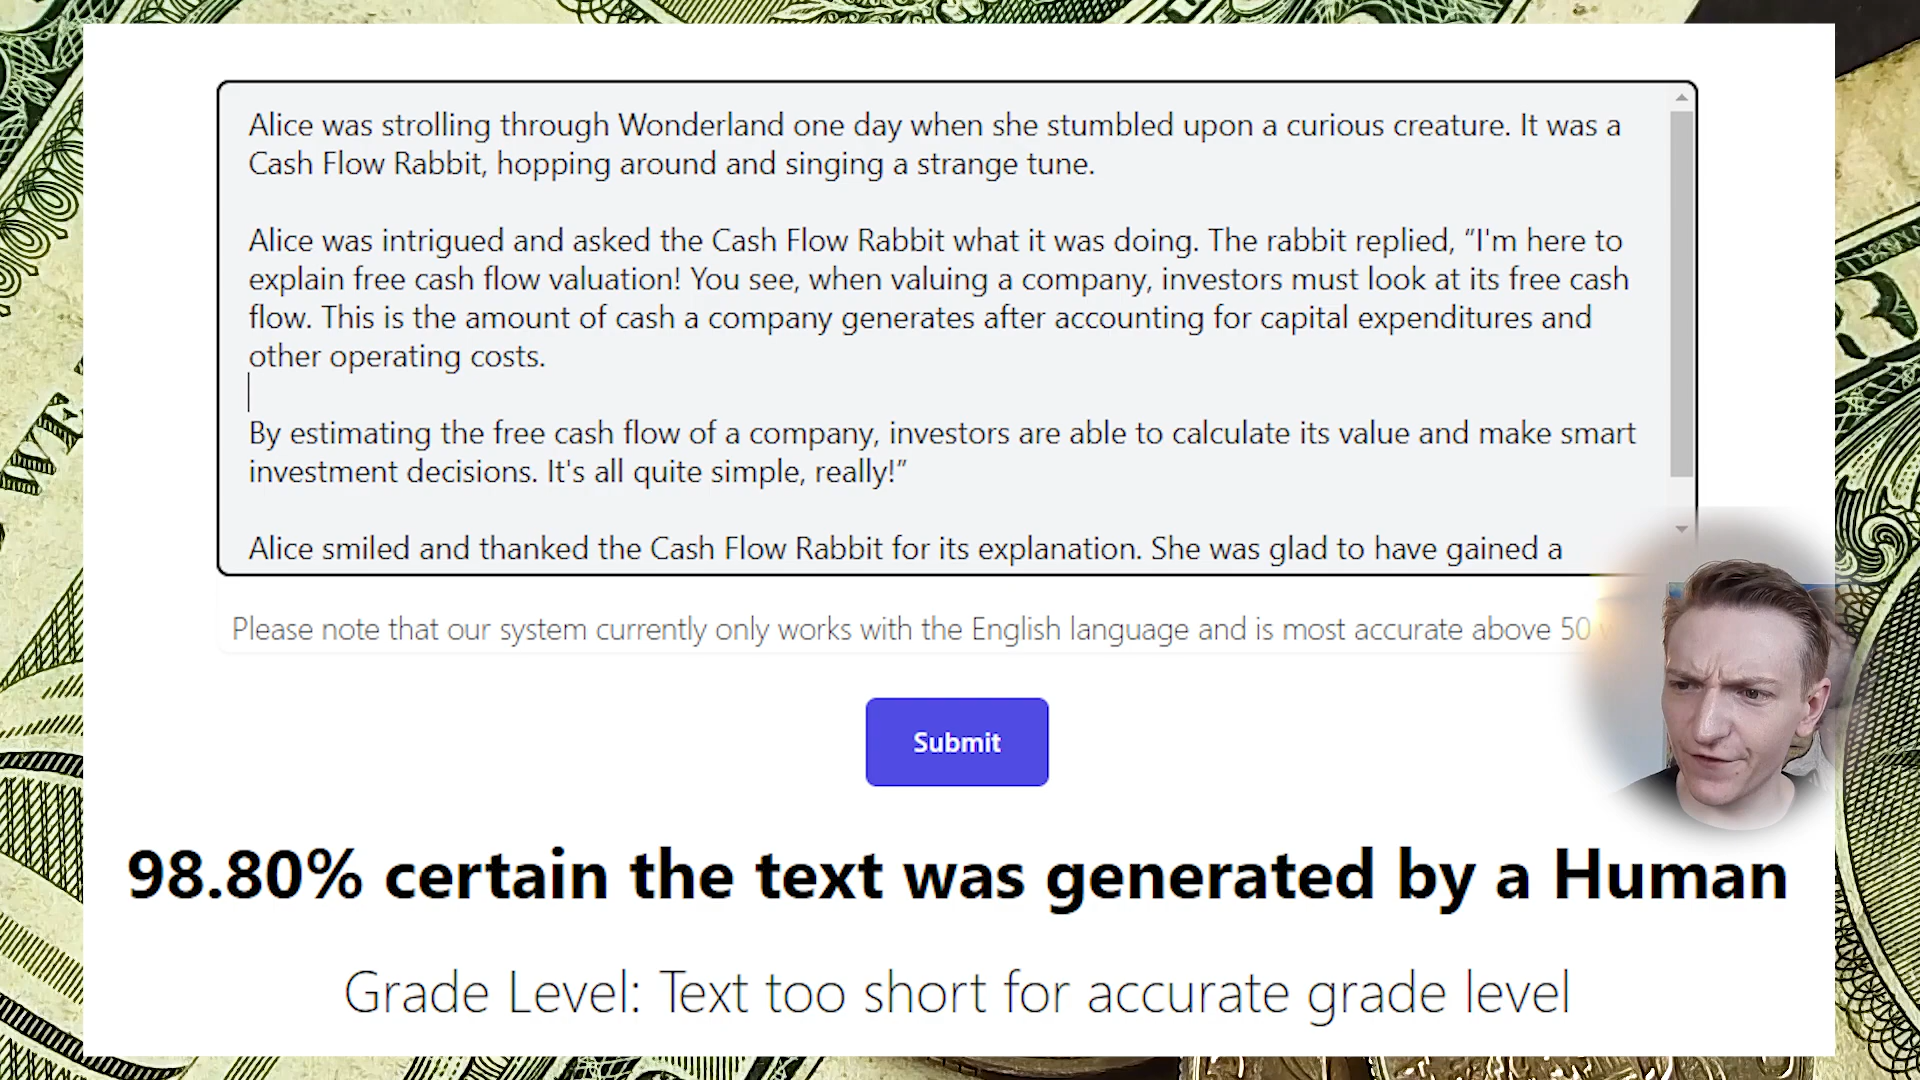 Alice was strolling through Wonderland one day when she stumbled upon a curious creature. It was a
Cash Flow Rabbit, hopping around and singing a strange tune.
Alice was intrigued and asked the Cash Flow Rabbit what it was doing. The rabbit replied, “I'm here to
explain free cash flow valuation! You see, when valuing a company, investors must look at its free cash
flow. This is the amount of cash a company generates after accounting for capital expenditures and
other operating costs.
By estimating the free cash flow of a company, investors are able to calculate its value and make smart
investment decisions. It's all quite simple, really!”
Alice smiled and thanked the Cash Flow Rabbit for its explanation. She was glad to have gained a
Please note that our system currently only works with the English language and is most accurate above 50
Submit
98.80% certain the text was generated by a Human
Grade Level: Text too short for accurate grade level